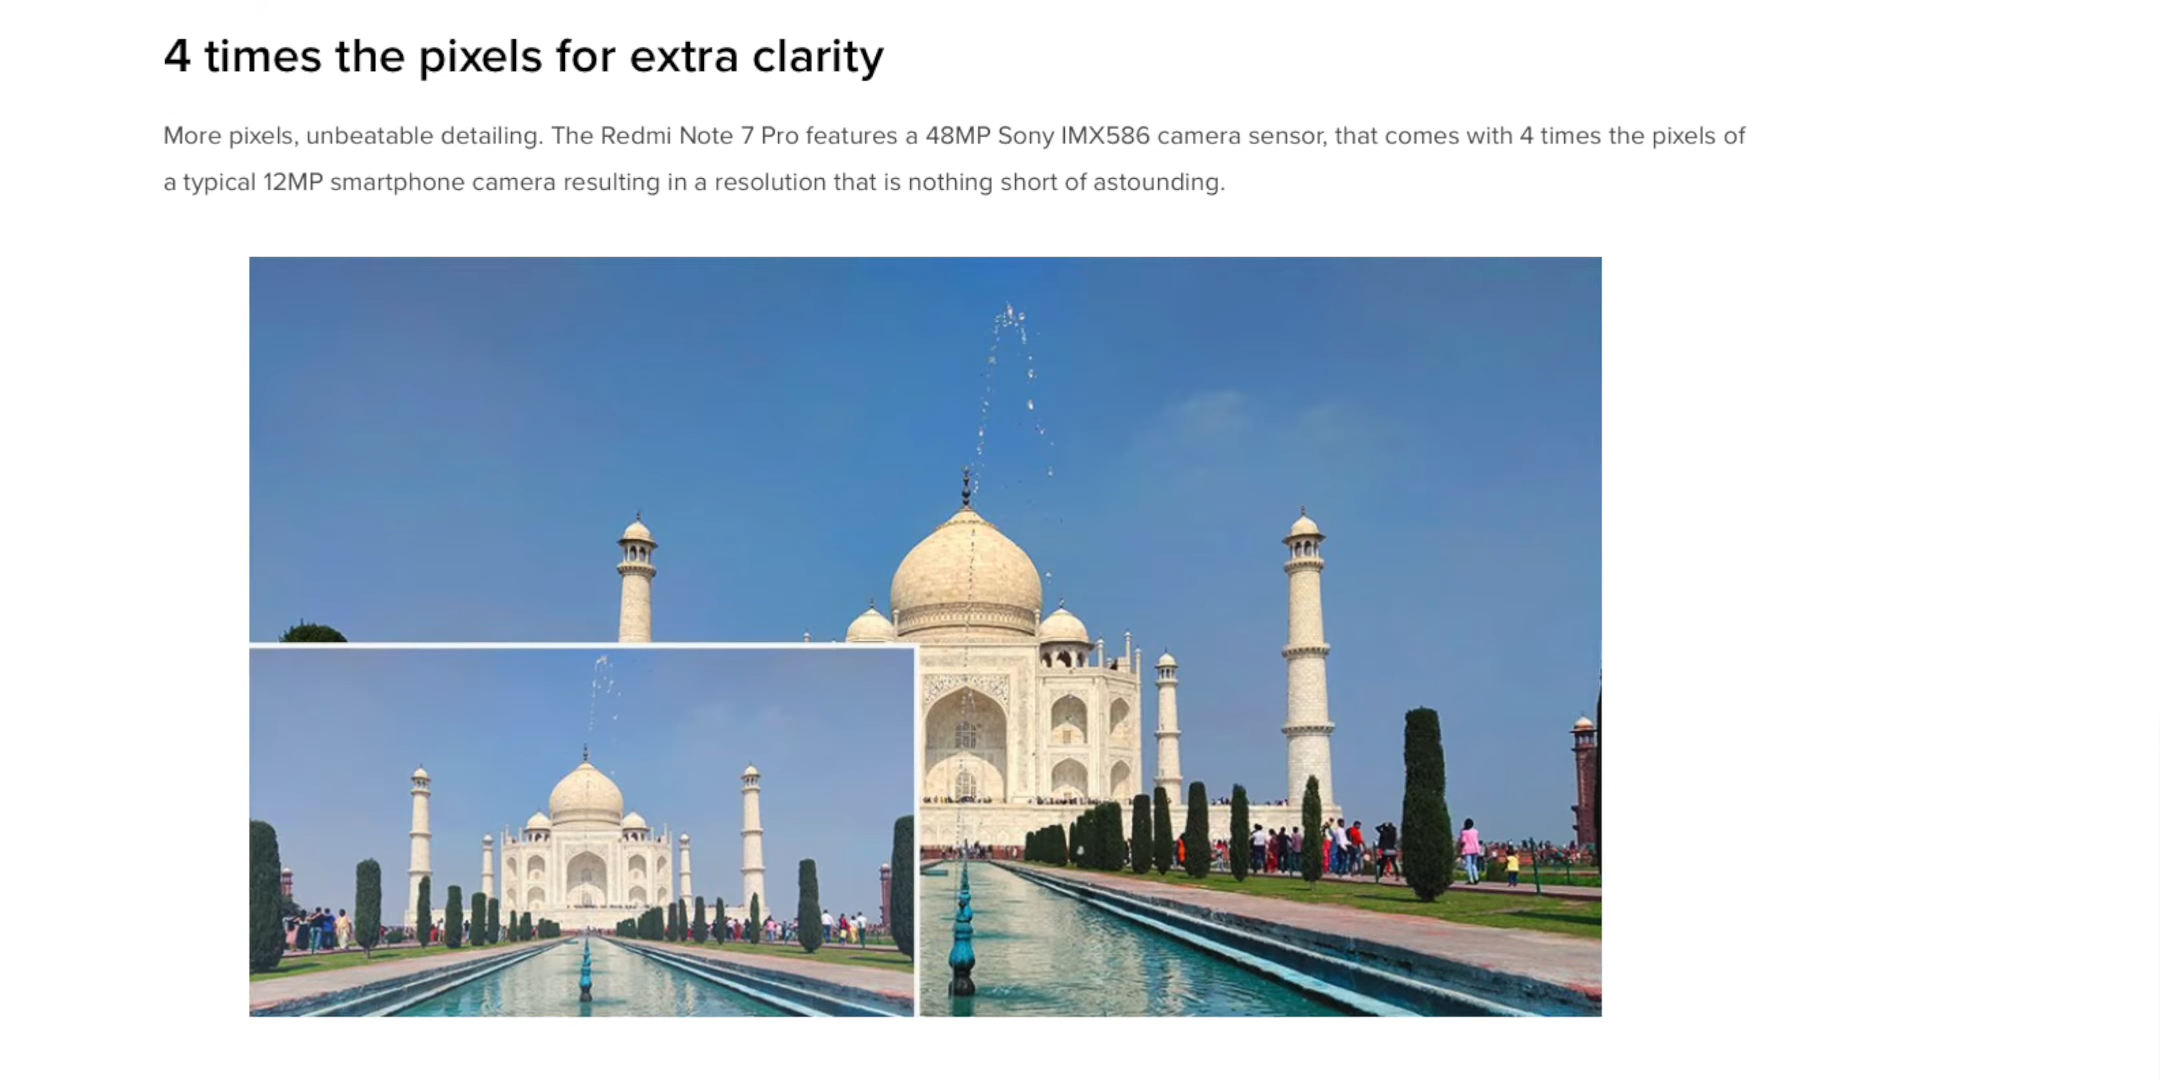 4 times the pixels for extra clarity
More pixels, unbeatable detailing. The Redmi Note 7 Pro features a 48MP Sony IMX586 camera sensor, that comes with 4 times the pixels of
a typical 12MP smartphone camera resulting in a resolution that is nothing short of astounding.